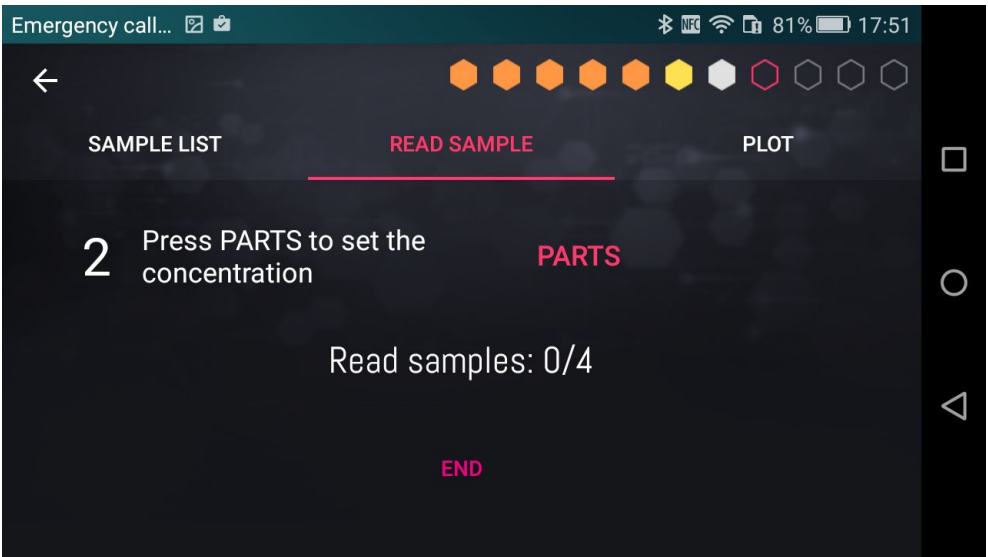 Emergency call... NFC 81% 17:51
SAMPLE LIST READ SAMPLE PLOT
2 Press PARTS to set the PARTS
concentration
Read samples: 0/4
END